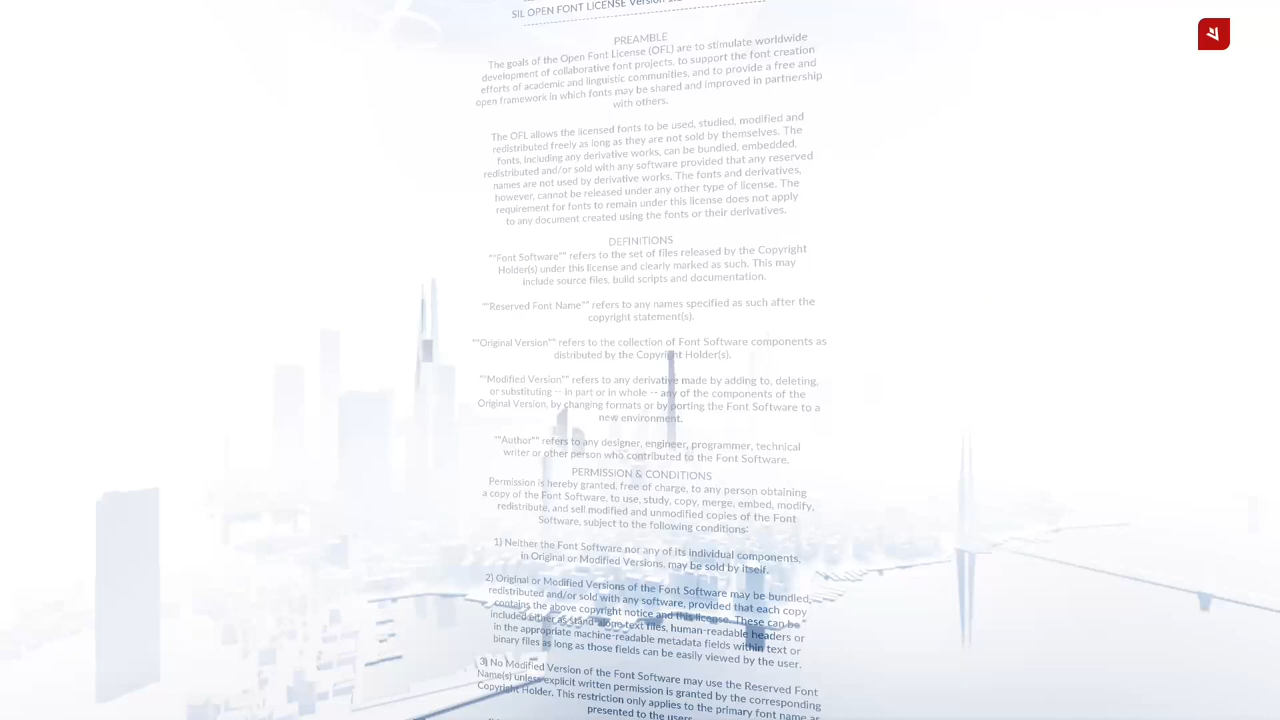 SIL OPEN FONT LICENSE Version
PREAMBLE
The goals of the Open Font License (OFL) are to stimulate worldwide
development of collaborative font projects, to support the font creation
efforts of academic and linguistic communities, and to provide a free and
open framework in which fonts may be shared and improved in partnership
with others.
The OFL allows the licensed fonts to be used, studied, modified and
redistributed freely as long as they are not sold by themselves. The
fonts, including any derivative works, can be bundled, embedded,
redistributed and/or sold with any software provided that any reserved
names are not used by derivative works. The fonts and derivatives,
however, cannot be released under any other type of license. The
requirement for fonts to remain under this license does not apply
to any document created using the fonts or their derivatives.
DEFINITIONS
""Font Software"" refers to the set of files released by the Copyright
Holder(s) under this license and clearly marked as such. This may
include source files, build scripts and documentation.
""Reserved Font Name"" refers to any names specified as such after the
copyright statement(s).
""Original Version"" refers to the collection of Font Software components as
distributed by the Copyright Holder(s).
""Modified Version"" refers to any derivative made by adding to, deleting,
or substituting -- in part or in whole -- any of the components of the
Original Version, by changing formats or by porting the Font Software to a
new environment.
""Author"" refers to any designer, engineer, programmer, technical
writer or other person who contributed to the Font Software.
PERMISSION & CONDITIONS
Permission is hereby granted, free of charge, to any person obtaining
a copy of the Font Software, to use, study, copy, merge, embed, modify,
redistribute, and sell modified and unmodified copies of the Font
Software, subject to the following conditions:
1) Neither the Font Software nor any of its individual components,
in Original or Modified Versions, may be sold by itself.
2) Original or Modified Versions of the Font Software may be bundled,
redistributed and/or sold with any software, provided that each copy
contains the above copyright notice and this license. These can be
included either as stand-alone text files, human-readable headers or
in the appropriate machine-readable metadata fields within text or
binary files as long as those fields can be easily viewed by the user.
3) No Modified Version of the Font Software may use the Reserved Font
Name(s) unless explicit written permission is granted by the corresponding
Copyright Holder. This restriction only applies to the primary font name as
presented to the users.